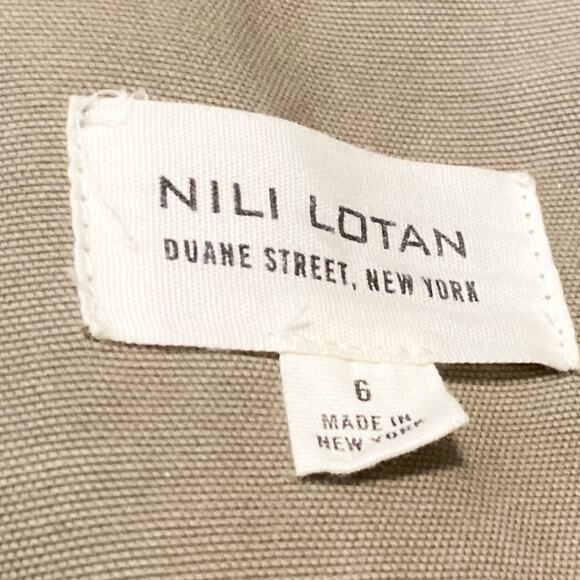 NILI LOTAN
DUANE STREET, NEW YORK
6
MADE IN
NEW YORK